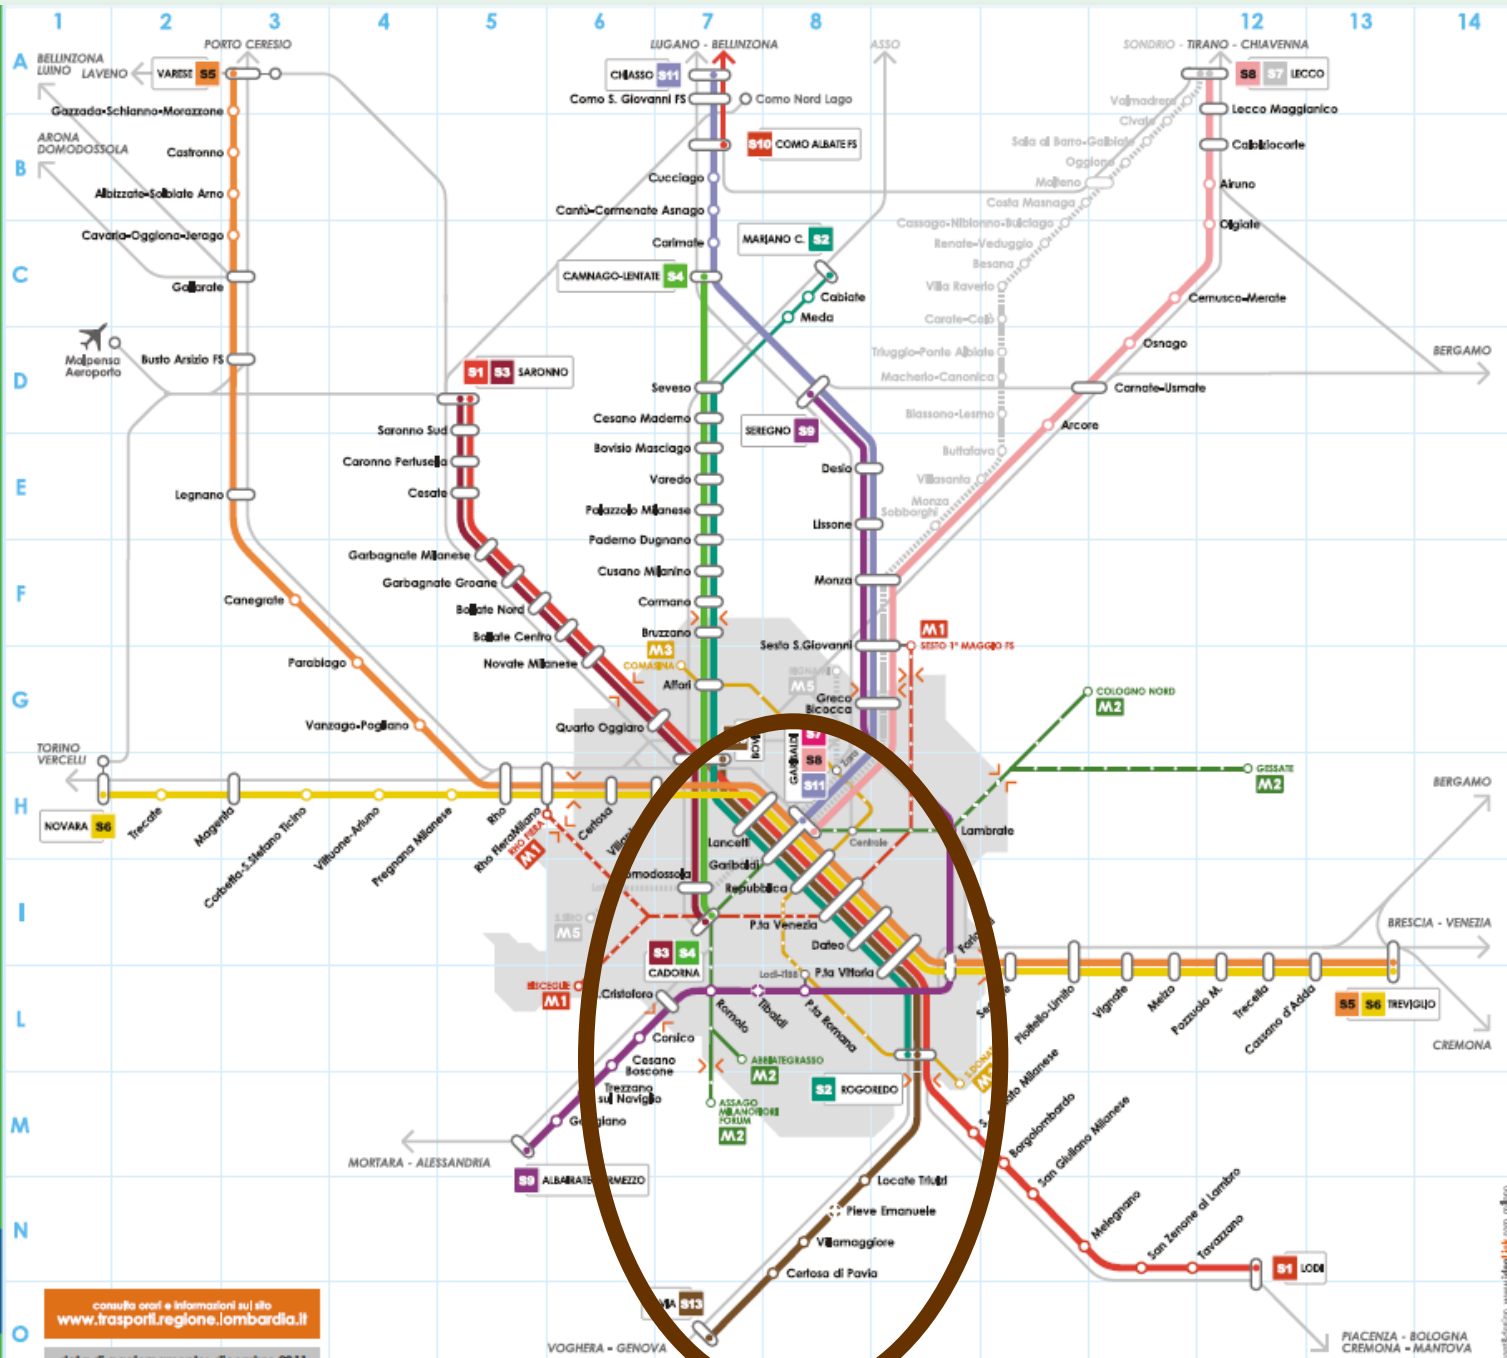 1 2 3 4 5 6 7 8 12 13 14
A
BELLINZONA
LUINO
LAVENO
PORTO CERESIO
VARESE S5
LUGANO - BELLINZONA
CHIASSO S11
ASSO
SONDRIO - TIRANO - CHIAVENNA
S8 S7 LECCO
Gazzada-Schianno-Morazzone
Como S. Giovanni FS
Como Nord Lago
Valmadrera
Lecco Maggianico
Civate
ARONA
DOMODOSSOLA
B
Castronno
S10 COMO ALBATE FS
Sala al Barro-Galbiate
Calolziocorte
Oggiono
Albizzate-Solbiate Arno
Cucciago
Molteno
Airuno
Costa Masnaga
Cantù-Cermenate Asnago
Cassago-Nibionno-Bulciago
Olgiate
Cavaria-Oggiona-Jerago
Carimate
MARIANO C. S2
Renate-Veduggio
Besana
C
Gallarate
CAMNAGO-LENTATE S4
Villa Raverio
Cabiate
Cernusco-Merate
Meda
Carate-Calò
Malpensa
Aeroporto
Busto Arsizio FS
Osnago
Triuggio-Ponte Albiate
BERGAMO
D
S1 S3 SARONNO
Macherio-Canonica
Seveso
Carnate-Usmate
Cesano Maderno
Biassono-Lesmo
Arcore
Saronno Sud
SEREGNO S9
Bovisio Masciago
Buttafava
Caronno Pertusella
Desio
Varedo
Villasanta
E
Legnano
Cesate
Palazzolo Milanese
Monza
Sobborghi
Lissone
Paderno Dugnano
Garbagnate Milanese
Cusano Milanino
Garbagnate Groane
Monza
F
Canegrate
Bollate Nord
Cormano
Bollate Centro
Bruzzano
M1
Sesto S.Giovanni
SESTO 1° MAGGIO FS
M3
COMASINA
Parabiago
Novate Milanese
M5
Affori
COLOGNO NORD
M2
G
Greco
Bicocca
Vanzago-Pogliano
Quarto Oggiaro
S7
TORINO
VERCELLI
GARIBALDI
S8
S11
Zara
GESSATE
M2
BERGAMO
H
NOVARA S6
Trecate
Magenta
Corbetta-S.Stefano Ticino
Vittuone-Arluno
Pregnana Milanese
Rho
Rho FieraMilano
RHO FIERA
M1
Certosa
Lambrate
Centrale
Lancetti
Garibaldi
Repubblica
I
S.SIRO
M5
P.ta Venezia
Dateo
BRESCIA - VENEZIA
S3 S4
CADORNA
Lodi-TIBB
P.ta Vittoria
BISCEGLIE
M1
.Cristoforo
Romolo
Tibaldi
P.ta Romana
Pioltello-Limito
Vignate
Melzo
Pozzuolo M.
Trecella
Cassano d'Adda
S5 S6 TREVIGLIO
L
Corsico
CREMONA
Cesano
Boscone
ABBIATEGRASSO
M2
Trezzano
sul Naviglio
ASSAGO
MILANOFIORI
FORUM
M2
S2 ROGOREDO
M
Borgolombardo
San Giuliano Milanese
MORTARA - ALESSANDRIA
S9
Locate Triulzi
N
Pieve Emanuele
Villamaggiore
Certosa di Pavia
Melegnano
San Zenone al Lambro
Tavazzano
S1 LODI
S13
consulta orari e informazioni sul sito
www.trasporti.regione.lombardia.it
O
VOGHERA - GENOVA
PIACENZA - BOLOGNA
CREMONA - MANTOVA